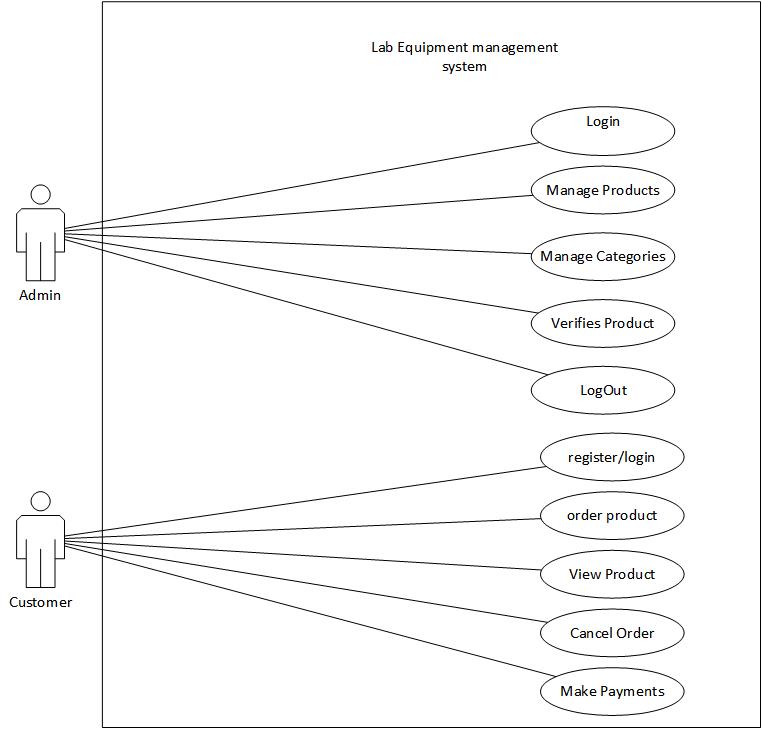 Lab Equipment management
system
Login
Manage Products
Manage Categories
Admin
Verifies Product
LogOut
register/login
order product
View Product
Customer
Cancel Order
Make Payments